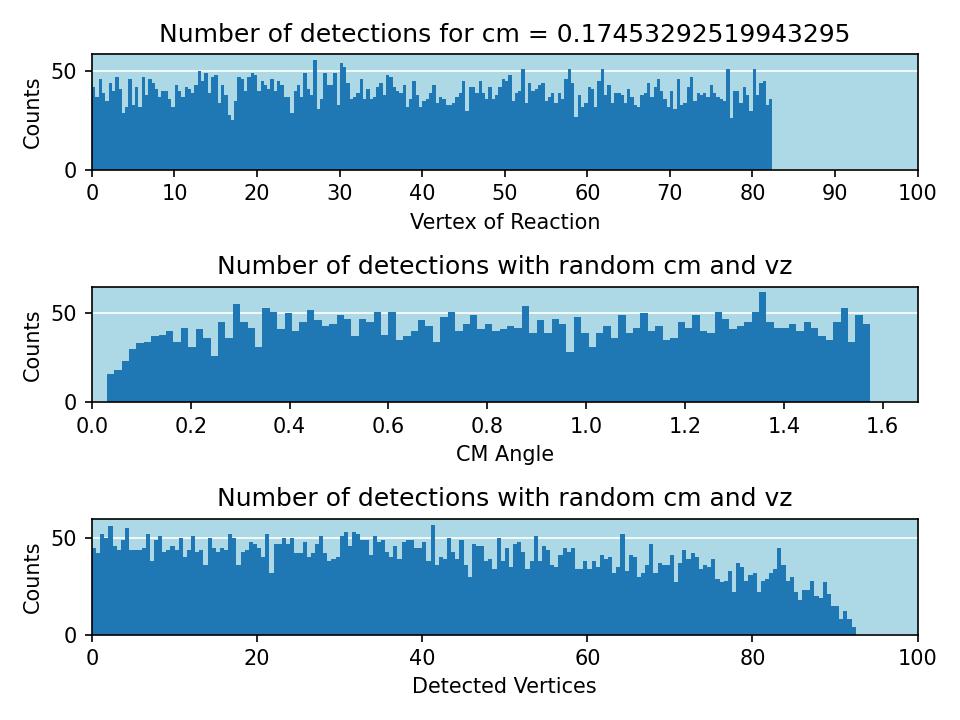 Number of detections for cm = 0.17453292519943295
50
0
Counts
0 10 20 30 40 50 60 70 80 90 100
Vertex of Reaction
Number of detections with random cm and vz
50
0
Counts
0.0 0.2 0.4 0.6 0.8 1.0 1.2 1.4 1.6
CM Angle
Number of detections with random cm and vz
50
0
Counts
0 20 40 60 80 100
Detected Vertices